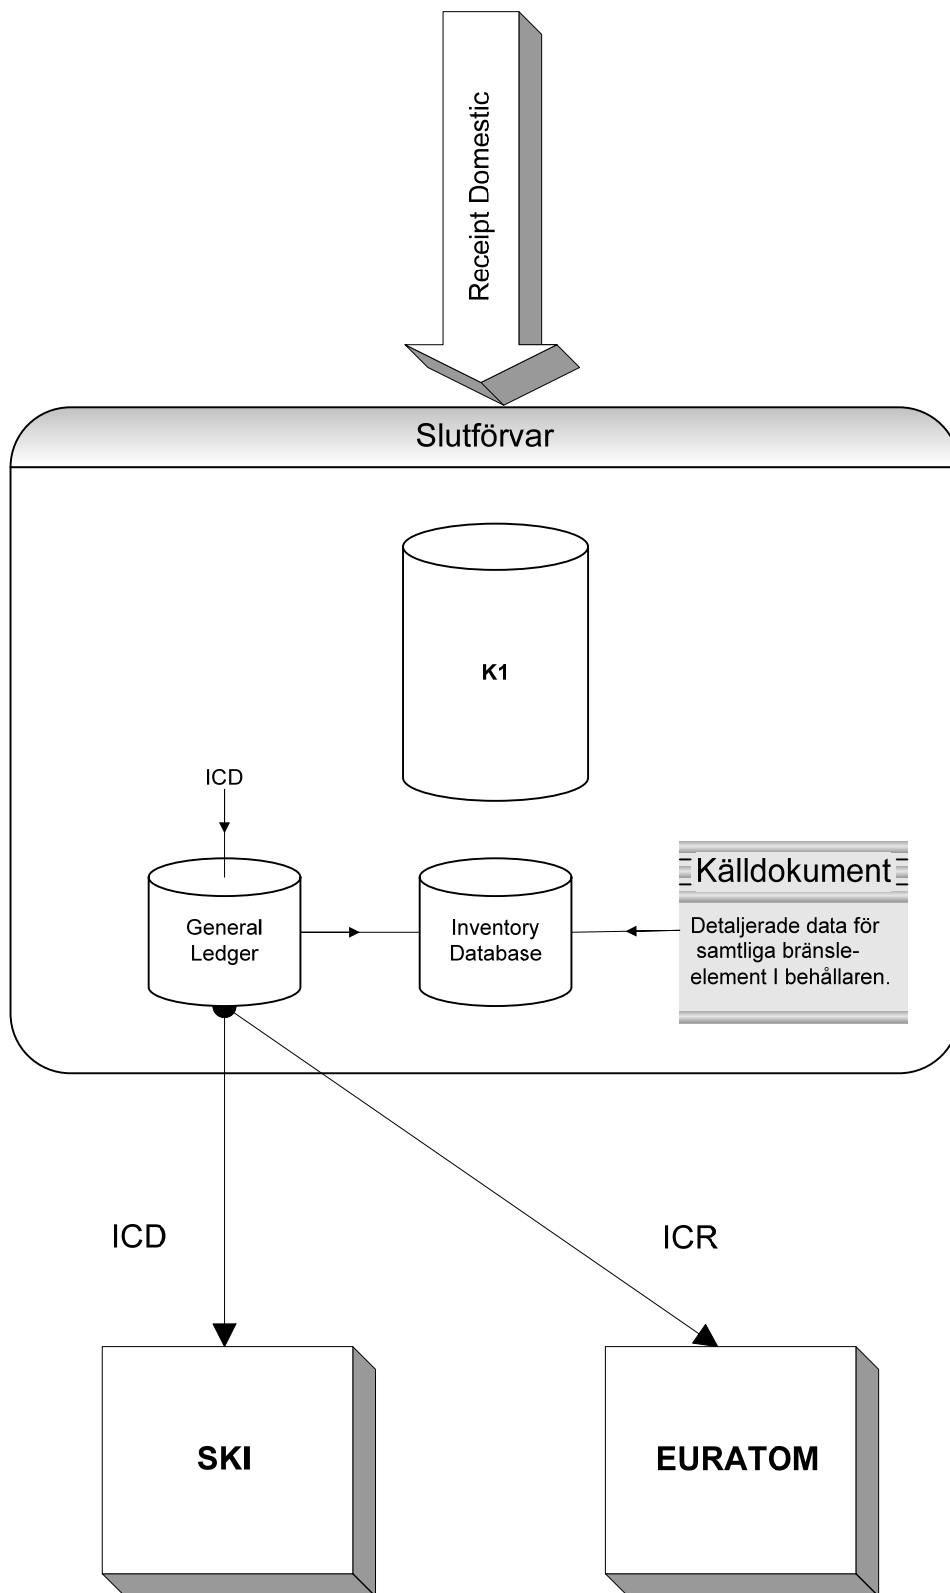 Receipt Domestic
Slutförvar
K1
ICD
General
Ledger
Inventory
Database
Källdokument
Detaljerade data för
samtliga bränsle-
element I behållaren.
ICD
ICR
SKI
EURATOM